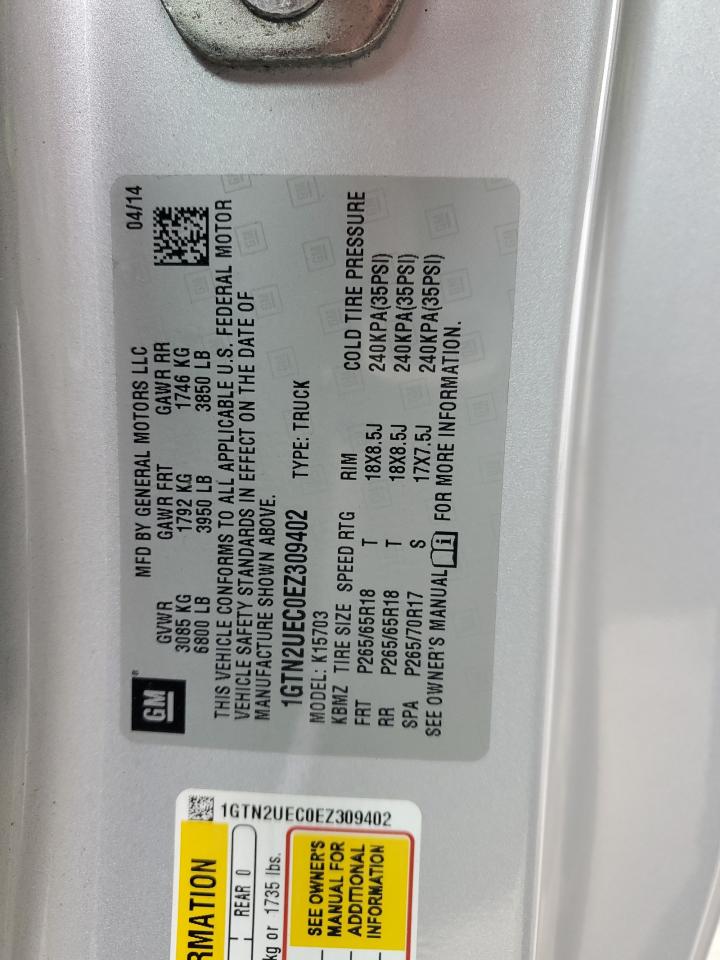 MFD BY GENERAL MOTORS LLC 04/14
GM
GVWR GAWR FRT GAWR RR
3085 KG 1792 KG 1746 KG
6800 LB 3950 LB 3850 LB
THIS VEHICLE CONFORMS TO ALL APPLICABLE U.S. FEDERAL MOTOR
VEHICLE SAFETY STANDARDS IN EFFECT ON THE DATE OF
MANUFACTURE SHOWN ABOVE.
1GTN2UEC0EZ309402 TYPE: TRUCK
MODEL: K15703
KBMZ TIRE SIZE SPEED RTG RIM COLD TIRE PRESSURE
FRT P265/65R18 T 18X8.5J 240KPA(35PSI)
RR P265/65R18 T 18X8.5J 240KPA(35PSI)
SPA P265/70R17 S 17X7.5J 240KPA(35PSI)
SEE OWNER'S MANUAL FOR MORE INFORMATION.
1GTN2UEC0EZ309402
REAR 0
kg or 1735 lbs.
SEE OWNER'S
MANUAL FOR
ADDITIONAL
INFORMATION